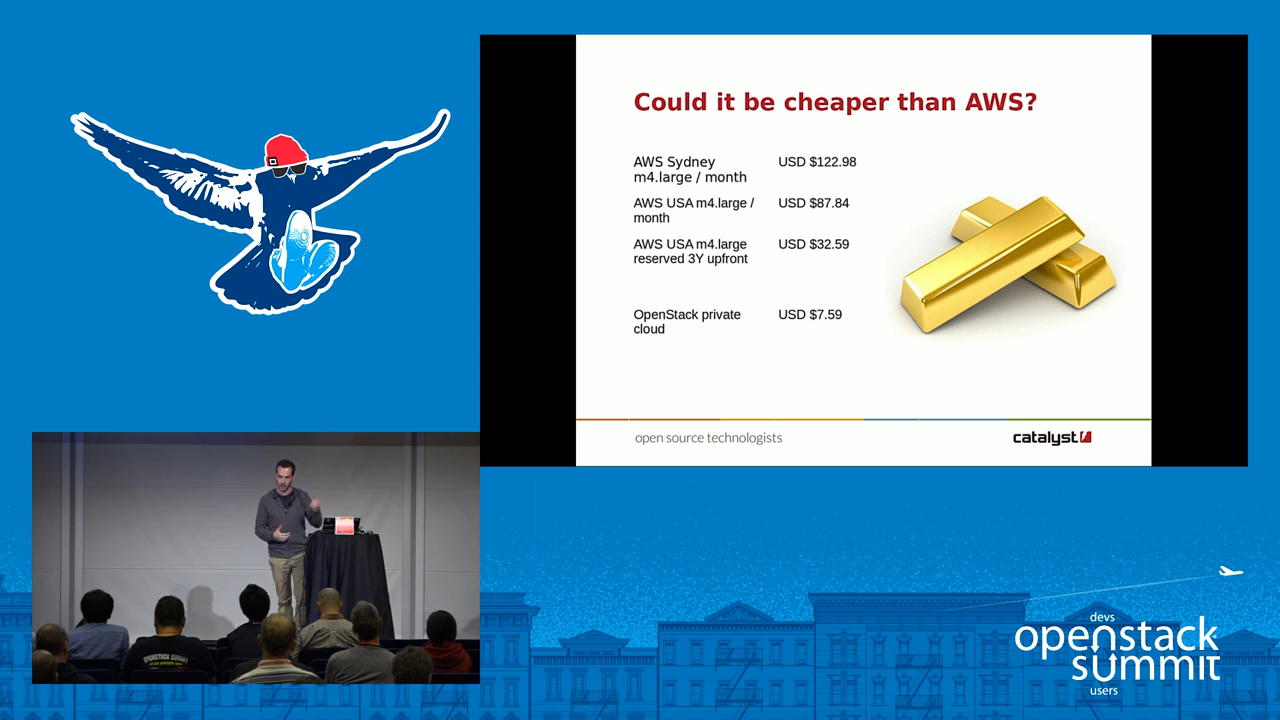 Could it be cheaper than AWS?
AWS Sydney USD $122.98
m4.large / month
AWS USA m4.large / USD $87.84
month
AWS USA m4.large USD $32.59
reserved 3Y upfront
OpenStack private USD $7.59
cloud
open source technologists
catalyst
OPENSTACK SUMMIT
devs
openstack
summit
users